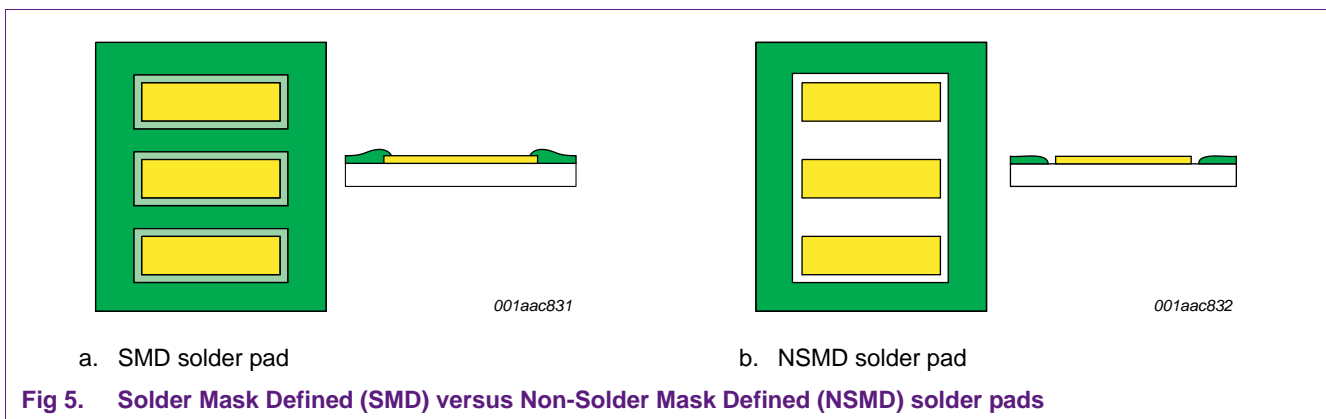 001aac831
001aac832
a. SMD solder pad
b. NSMD solder pad
Fig 5. Solder Mask Defined (SMD) versus Non-Solder Mask Defined (NSMD) solder pads